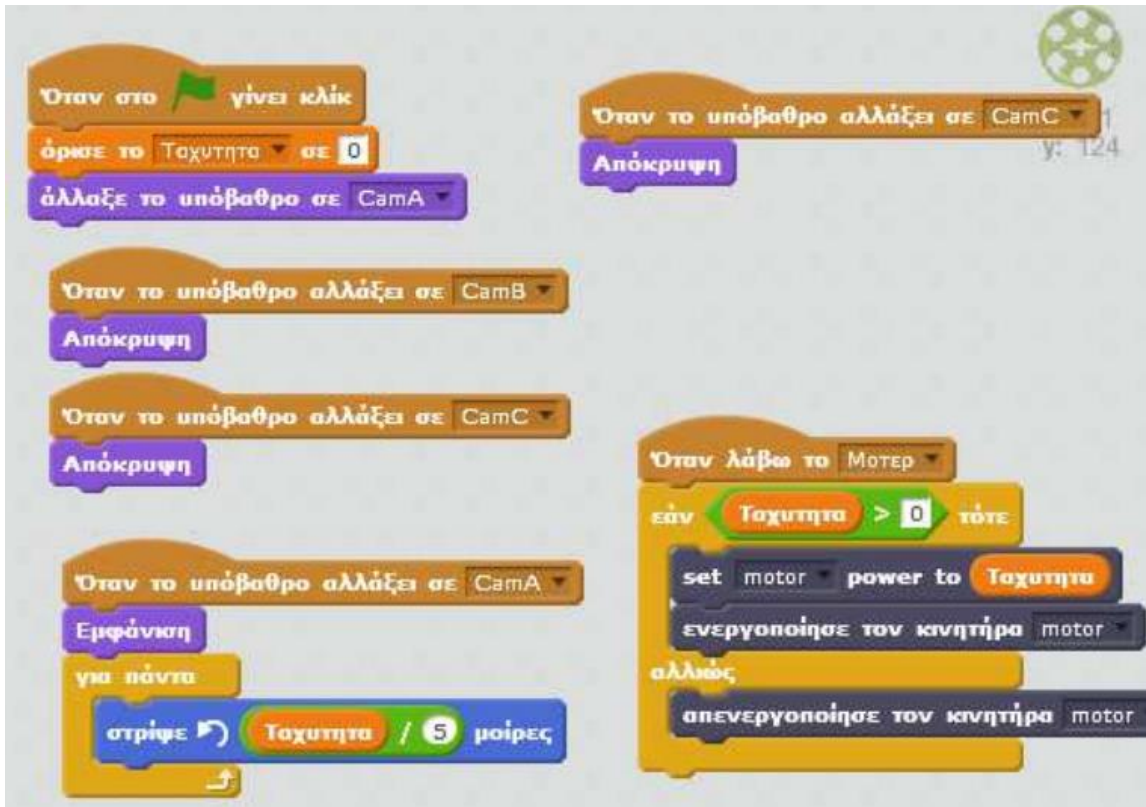 Όταν στο γίνει κλίκ
όρισε το Ταχυτητα σε 0
άλλαξε το υπόβαθρο σε CamA
Όταν το υπόβαθρο αλλάξει σε CamB
Απόκρυψη
Όταν το υπόβαθρο αλλάξει σε CamC
Απόκρυψη
Όταν το υπόβαθρο αλλάξει σε CamA
Εμφάνιση
για πάντα
στρίψε Ταχυτητα / 5 μοίρες
Όταν το υπόβαθρο αλλάξει σε CamC
Απόκρυψη
y: 124
Όταν λάβω το Μοτερ
εάν Ταχυτητα > 0 τότε
set motor power to Ταχυτητα
ενεργοποίησε τον κινητήρα motor
αλλιώς
απενεργοποίησε τον κινητήρα motor